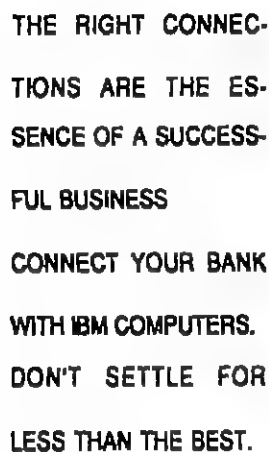 THE RIGHT CONNEC-
TIONS ARE THE ES-
SENCE OF A SUCCESS-
FUL BUSINESS
CONNECT YOUR BANK
WITH IBM COMPUTERS.
DON'T SETTLE FOR
LESS THAN THE BEST.